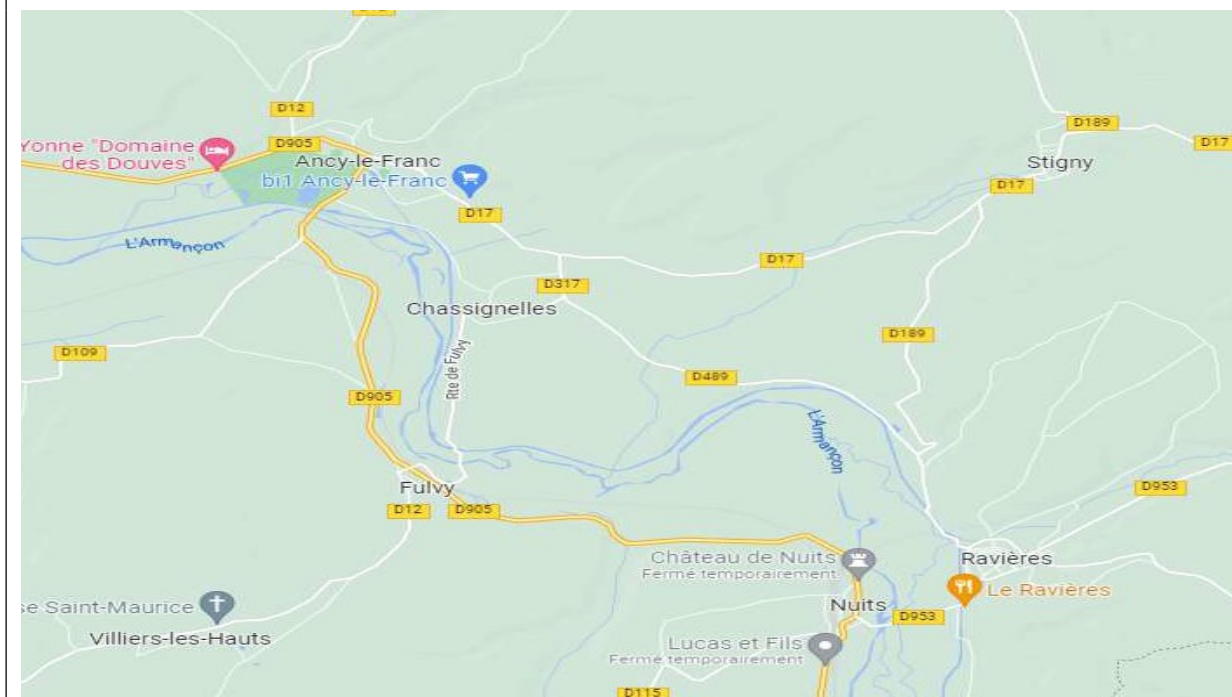 D12
D905
Yonne "Domaine
des Douves"
Ancy-le-Franc
bi1 Ancy-le-Franc
D17
D189
D17
Stigny
D17
L'Armançon
D17
D317
Chassignelles
D189
D109
Rte de Fulvy
D489
D905
L'Armançon
Fulvy
D12
D905
D953
Château de Nuits
Fermé temporairement
Ravières
Le Ravières
Nuits
D953
se Saint-Maurice
Villiers-les-Hauts
Lucas et Fils
Fermé temporairement
D115